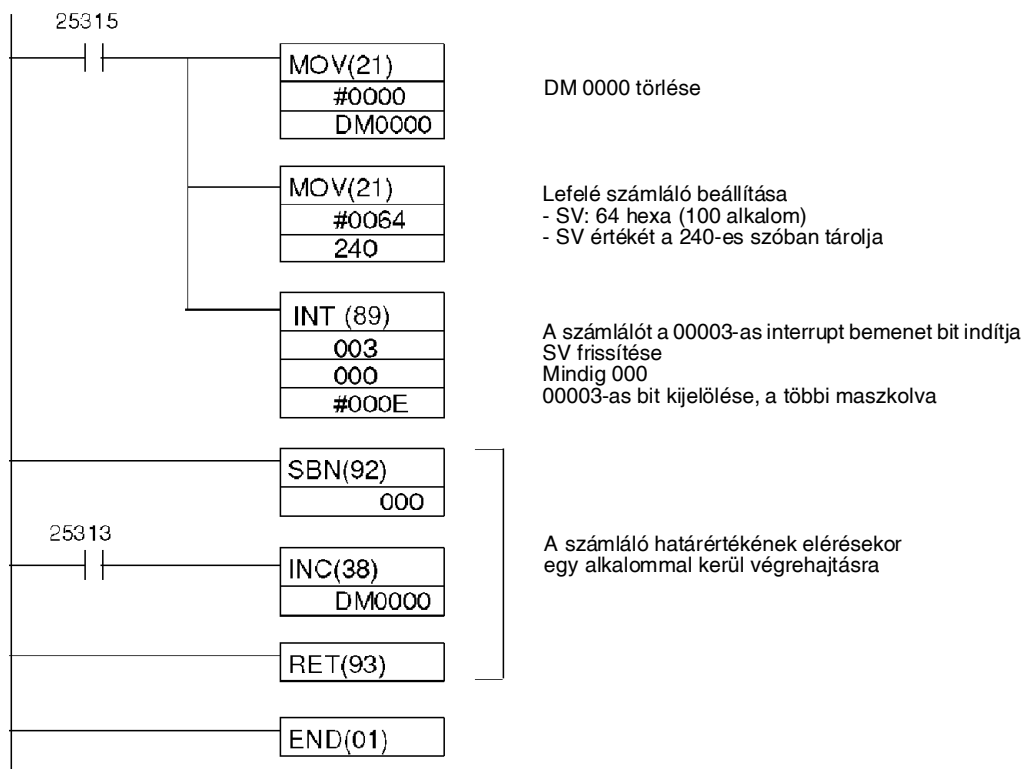 25315
MOV(21)
#0000
DM0000
DM 0000 törlése
MOV(21)
#0064
240
Lefelé számláló beállítása
- SV: 64 hexa (100 alkalom)
- SV értékét a 240-es szóban tárolja
INT (89)
003
000
#000E
A számlálót a 00003-as interrupt bemenet bit indítja
SV frissítése
Mindig 000
00003-as bit kijelölése, a többi maszkolva
SBN(92)
000
25313
INC(38)
DM0000
A számláló határértékének elérésekor
egy alkalommal kerül végrehajtásra
RET(93)
END(01)